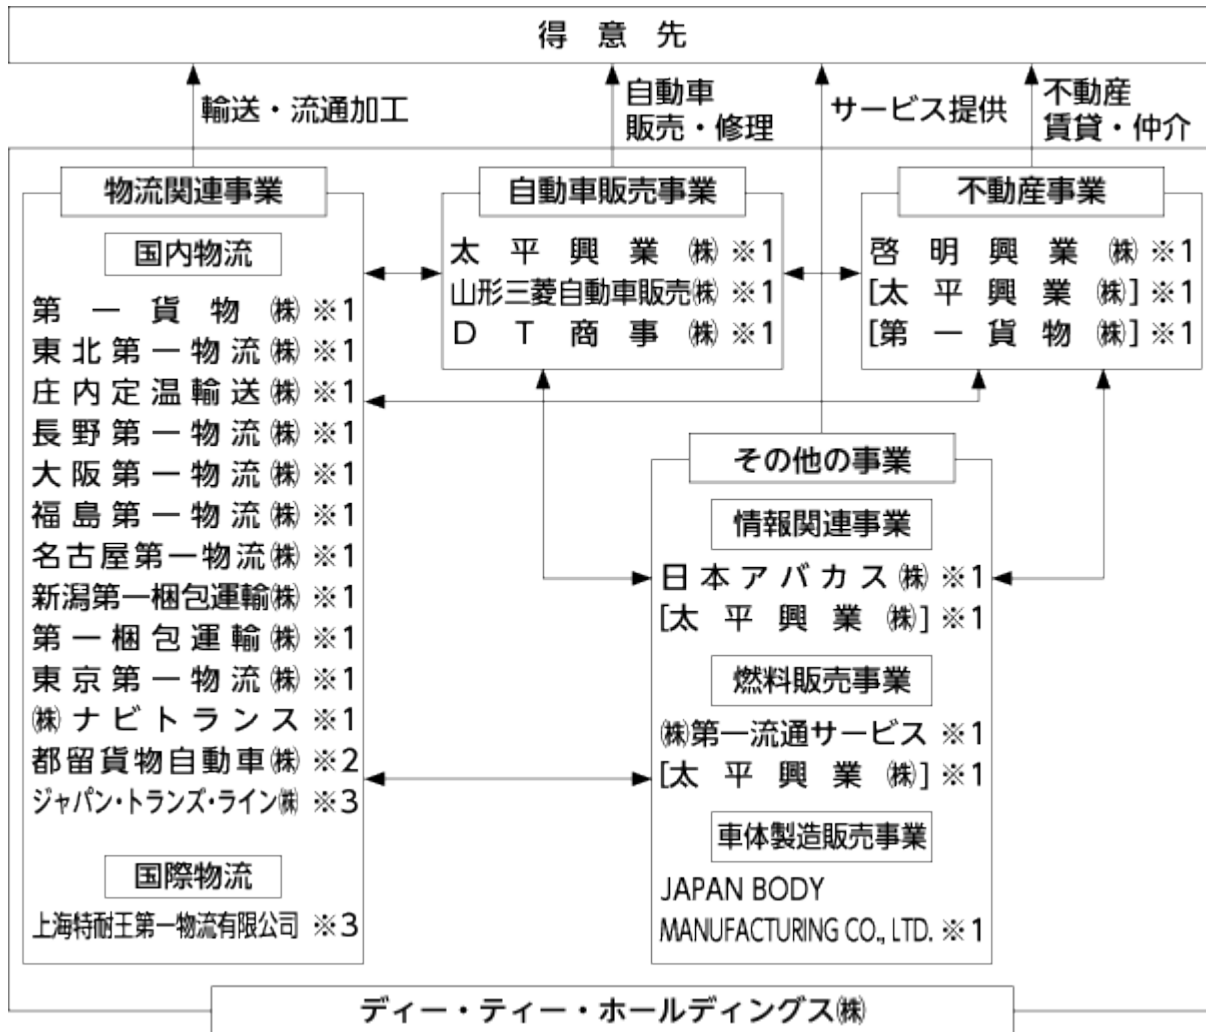 得意先
輸送・流通加工
自動車
販売・修理
サービス提供
不動産
賃貸・仲介
物流関連事業
国内物流
第一貨物㈱ ※1
東北第一物流㈱ ※1
庄内定温輸送㈱ ※1
長野第一物流㈱ ※1
大阪第一物流㈱ ※1
福島第一物流㈱ ※1
名古屋第一物流㈱ ※1
新潟第一梱包運輸㈱ ※1
第一梱包運輸㈱ ※1
東京第一物流㈱ ※1
㈱ナビトランス ※1
都留貨物自動車㈱ ※2
ジャパン・トランズ・ライン㈱ ※3
国際物流
上海特耐王第一物流有限公司 ※3
自動車販売事業
太平興業㈱ ※1
山形三菱自動車販売㈱ ※1
DT商事㈱ ※1
不動産事業
啓明興業㈱ ※1
[太平興業㈱] ※1
[第一貨物㈱] ※1
その他の事業
情報関連事業
日本アバカス㈱ ※1
[太平興業㈱] ※1
燃料販売事業
㈱第一流通サービス ※1
[太平興業㈱] ※1
車体製造販売事業
JAPAN BODY
MANUFACTURING CO., LTD. ※1
ディー・ティー・ホールディングス㈱